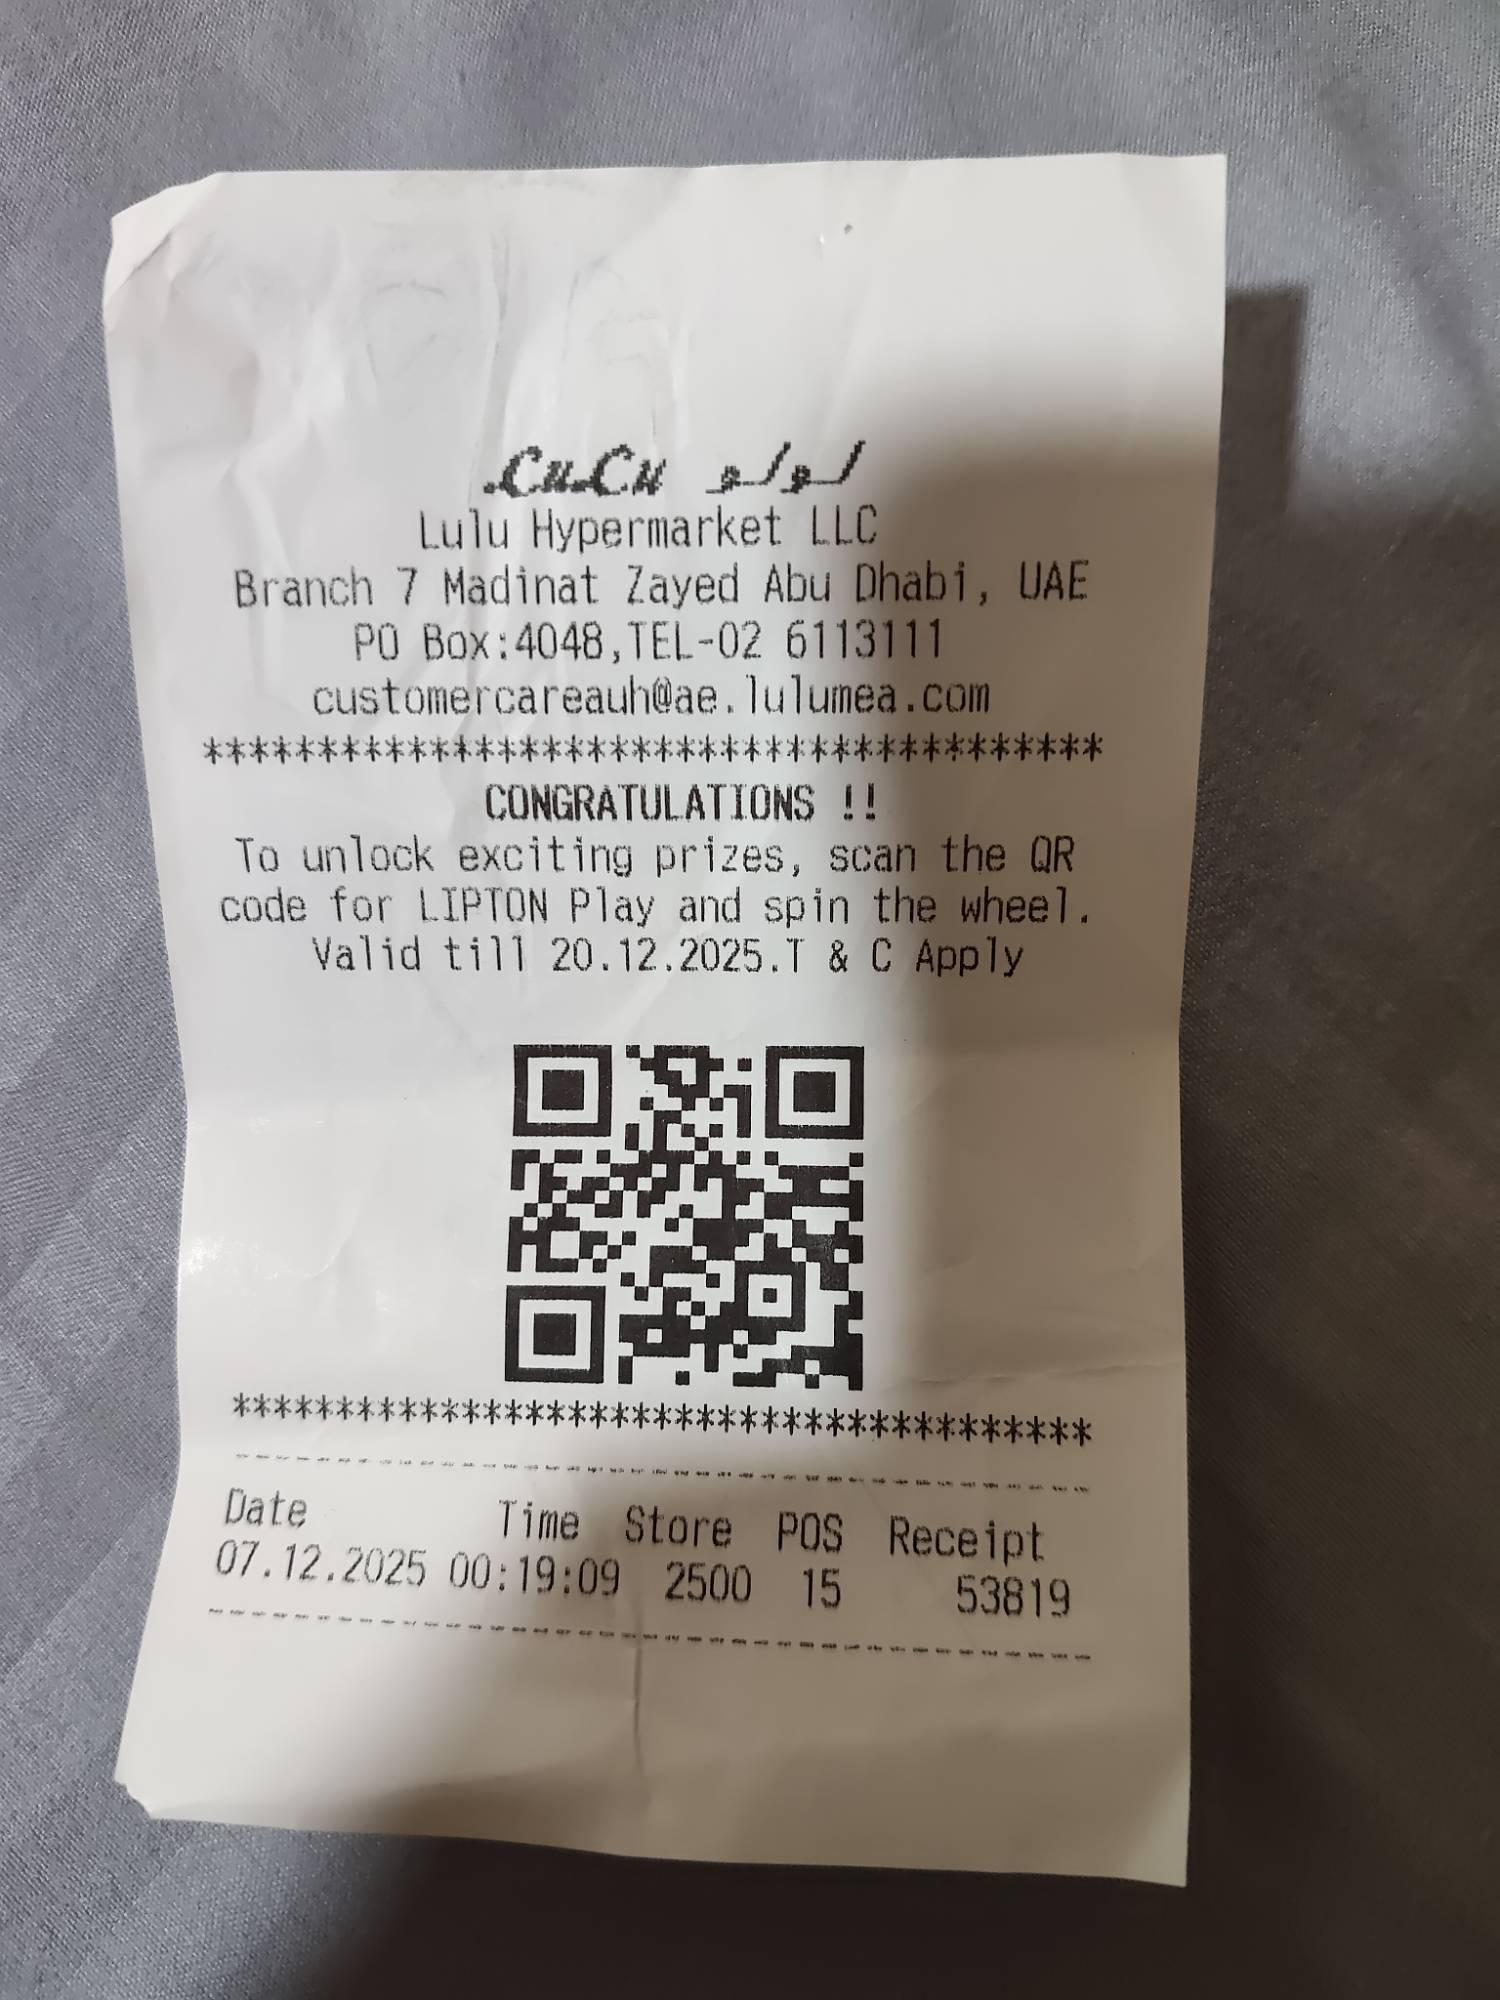 LuLu لولو
Lulu Hypermarket LLC
Branch 7 Madinat Zayed Abu Dhabi, UAE
PO Box:4048,TEL-02 6113111
customercareauh@ae.lulumea.com
****************************************
CONGRATULATIONS !!
To unlock exciting prizes, scan the QR
code for LIPTON Play and spin the wheel.
Valid till 20.12.2025.T & C Apply
****************************************
----------------------------------------
Date Time Store POS Receipt
07.12.2025 00:19:09 2500 15 53819
----------------------------------------